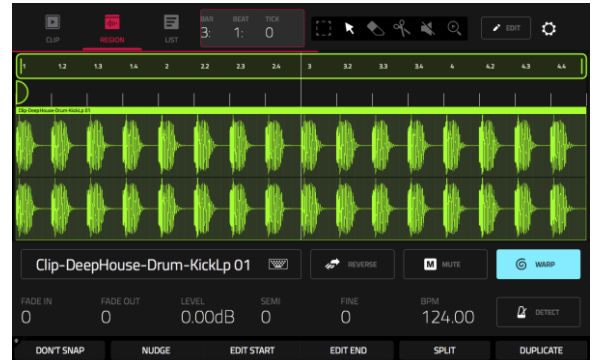 BAR BEAT TICK
3: 1: 0
EDIT
CLIP REGION LIST
1 1.2 1.3 1.4 2 2.2 2.3 2.4 3 3.2 3.3 3.4 4 4.2 4.3 4.4
Clip-DeepHouse-Drum-KickLp 01
Clip-DeepHouse-Drum-KickLp 01 REVERSE M MUTE WARP
FADE IN FADE OUT LEVEL SEMI FINE BPM
0 0 0.00dB 0 0 124.00 DETECT
DON'T SNAP NUDGE EDIT START EDIT END SPLIT DUPLICATE